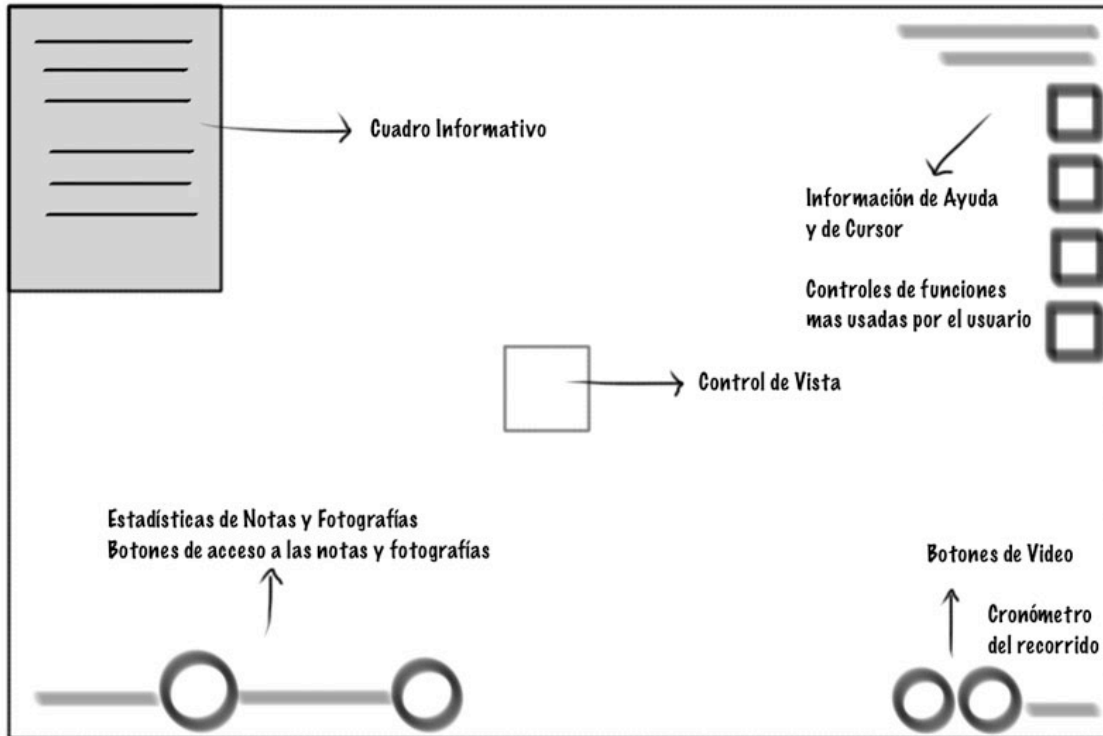 Cuadro Informativo
Información de Ayuda
y de Cursor
Controles de funciones
mas usadas por el usuario
Control de Vista
Estadísticas de Notas y Fotografías
Botones de acceso a las notas y fotografías
Botones de Video
Cronómetro
del recorrido